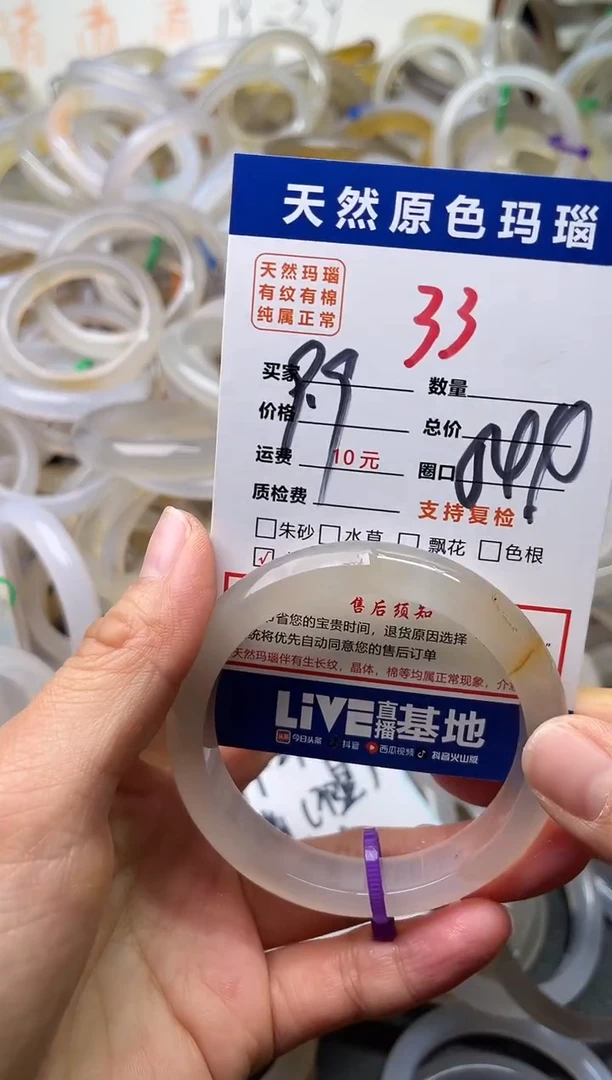 天然原色玛瑙
天然玛瑙
有纹有棉
纯属正常
33
买家
数量
价格
总价
运费 10元
圈口
质检费
支持复检
朱砂 水草 飘花 色根
√
售后须知
省您的宝贵时间，退货原因选择
统将优先自动同意您的售后订单
天然玛瑙伴有生长纹，晶体，棉等均属正常现象，介
LiVE 直播基地
今日头条 抖音 西瓜视频 抖音火山版